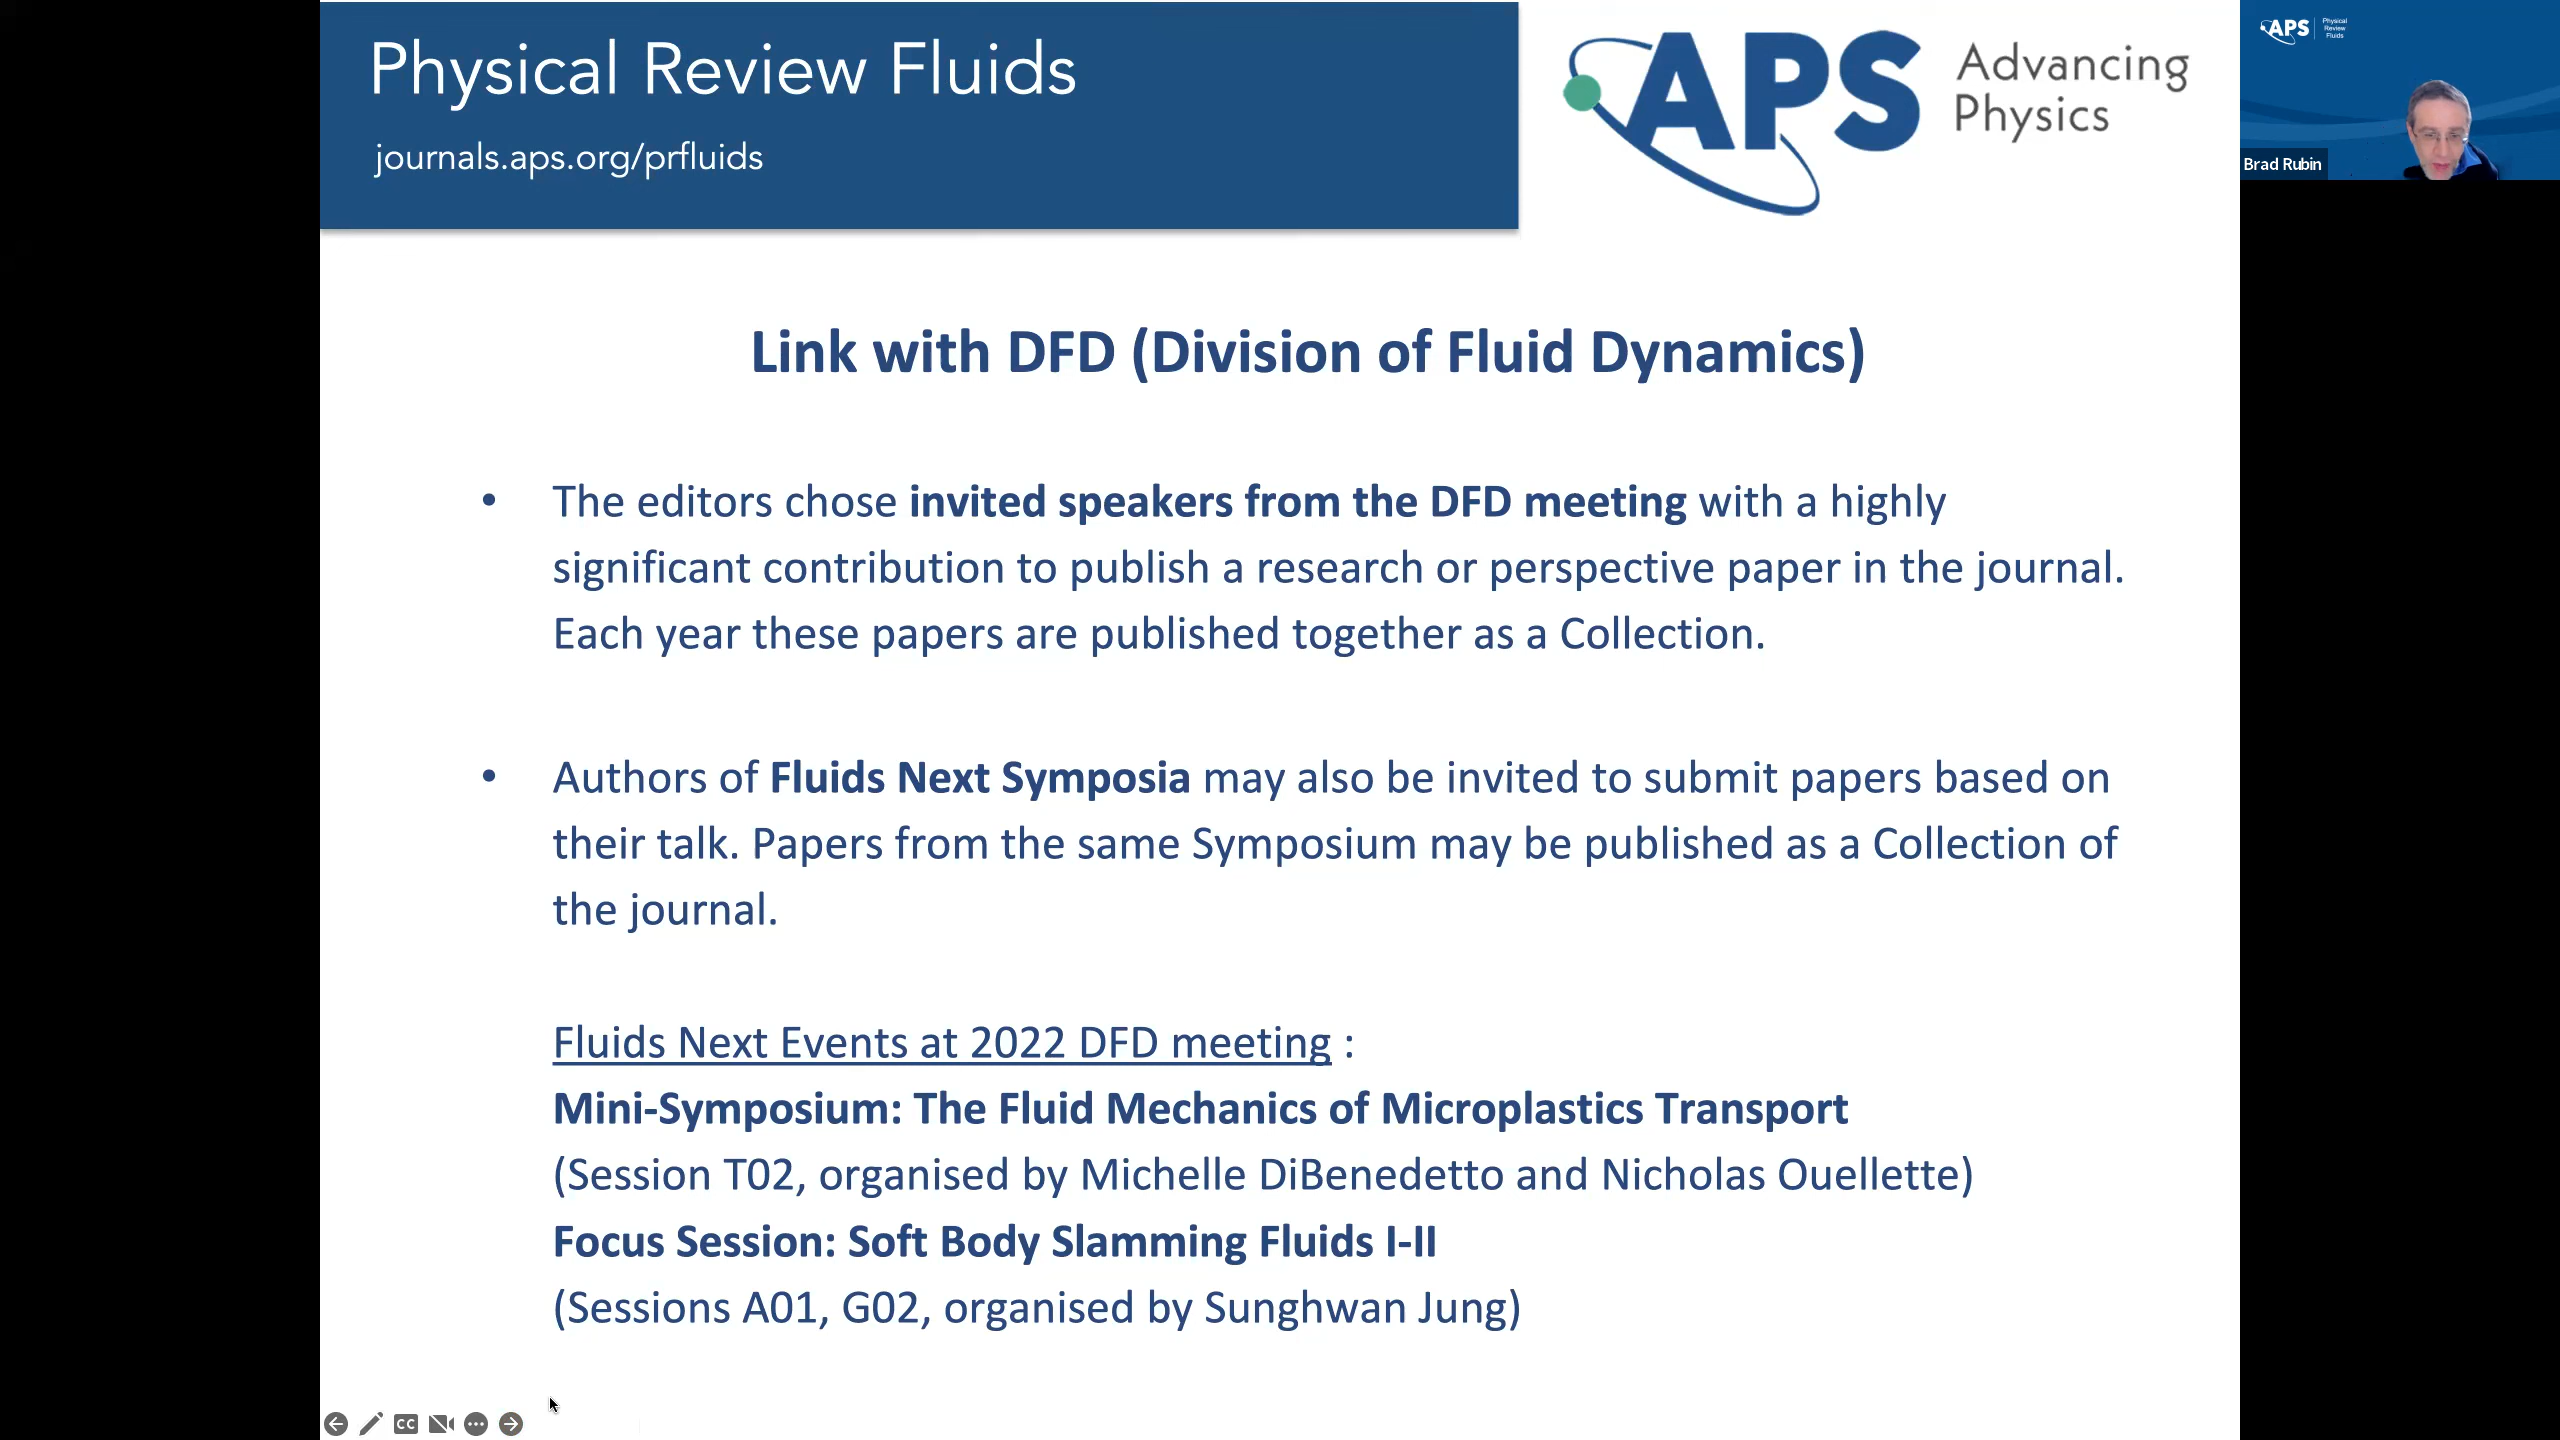 Physical Review Fluids
journals.aps.org/prfluids
APS
Advancing
Physics
APS
Physical
Review
Fluids
Brad Rubin
Link with DFD (Division of Fluid Dynamics)
• The editors chose invited speakers from the DFD meeting with a highly
significant contribution to publish a research or perspective paper in the journal.
Each year these papers are published together as a Collection.
• Authors of Fluids Next Symposia may also be invited to submit papers based on
their talk. Papers from the same Symposium may be published as a Collection of
the journal.
Fluids Next Events at 2022 DFD meeting :
Mini-Symposium: The Fluid Mechanics of Microplastics Transport
(Session T02, organised by Michelle DiBenedetto and Nicholas Ouellette)
Focus Session: Soft Body Slamming Fluids I-II
(Sessions A01, G02, organised by Sunghwan Jung)
CC